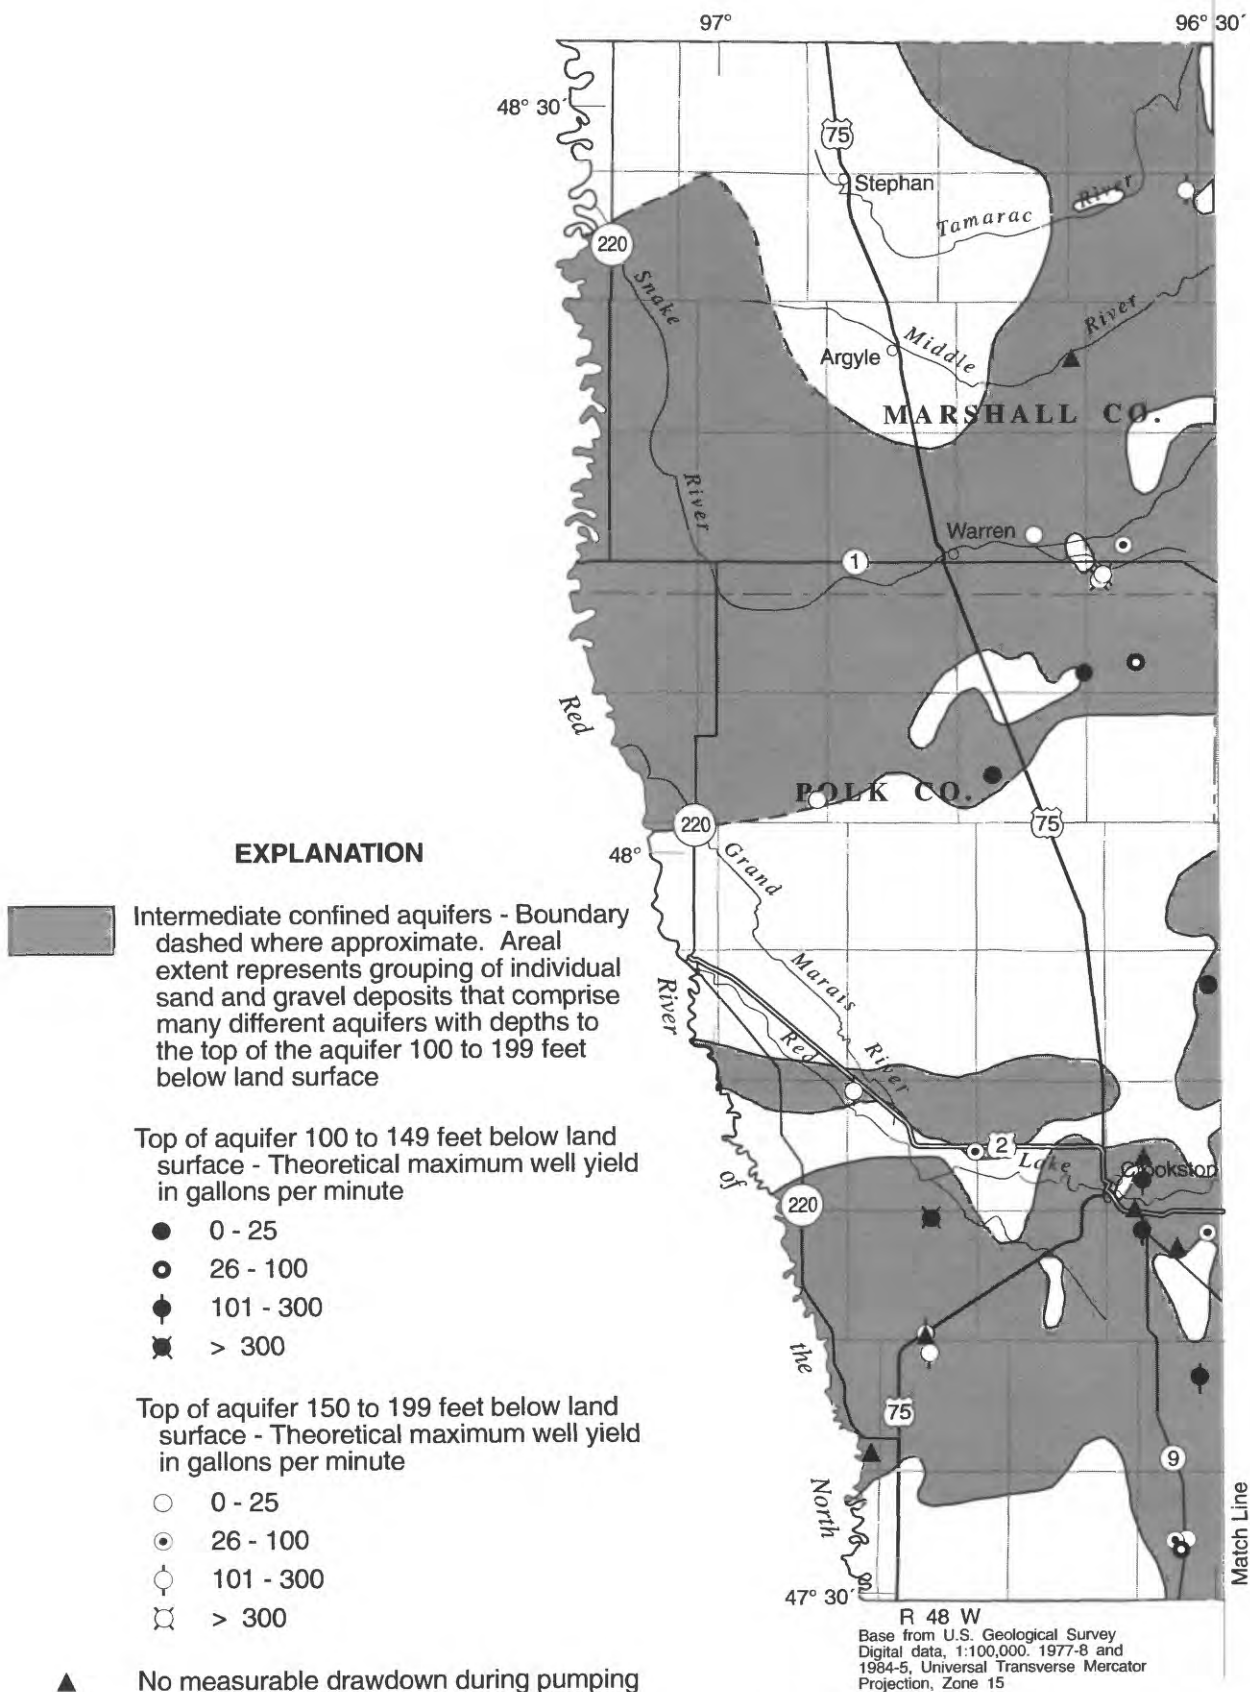 97°
96° 30´
48° 30´
75
Stephan
River
Tamarac
220
Snake
River
Middle
Argyle
MARSHALL CO.
River
Warren
1
Red
POLK CO.
220
75
48°
Grand
Marais
River
River
Red
2
Lake
Crookston
of
220
the
75
9
North
47° 30´
R 48 W
Match Line
EXPLANATION
Intermediate confined aquifers - Boundary
dashed where approximate. Areal
extent represents grouping of individual
sand and gravel deposits that comprise
many different aquifers with depths to
the top of the aquifer 100 to 199 feet
below land surface
Top of aquifer 100 to 149 feet below land
surface - Theoretical maximum well yield
in gallons per minute
0 - 25
26 - 100
101 - 300
> 300
Top of aquifer 150 to 199 feet below land
surface - Theoretical maximum well yield
in gallons per minute
0 - 25
26 - 100
101 - 300
> 300
No measurable drawdown during pumping
Base from U.S. Geological Survey
Digital data, 1:100,000. 1977-8 and
1984-5, Universal Transverse Mercator
Projection, Zone 15